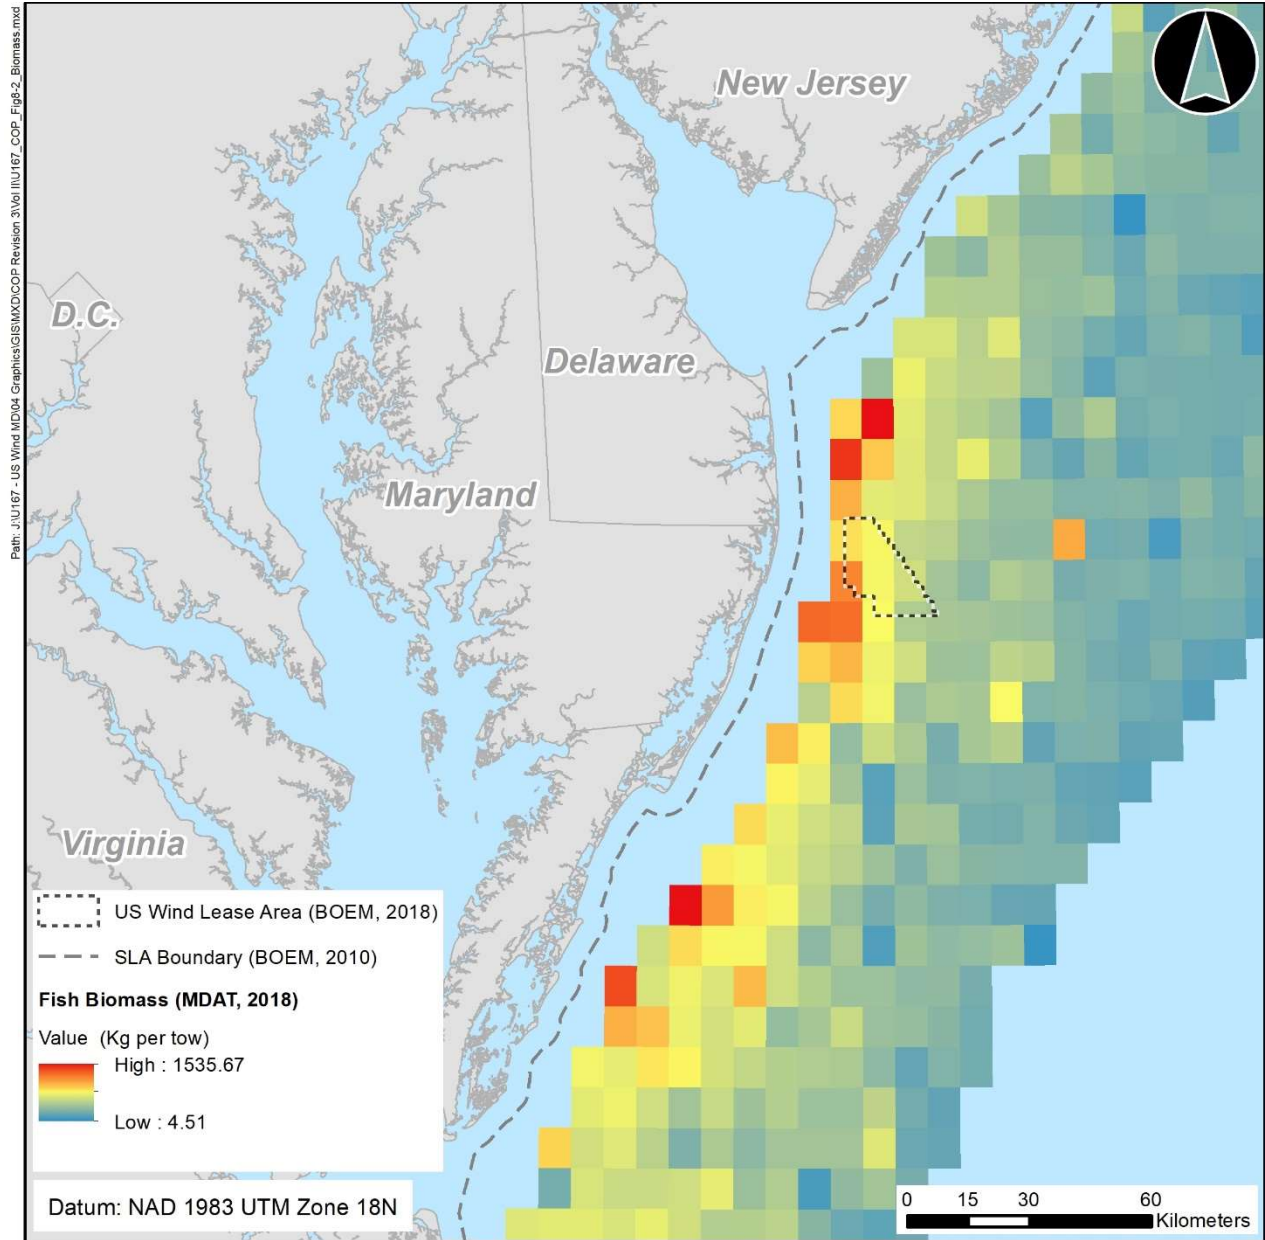 Path: J:\U167 - US Wind MD\04 Graphics\GIS\MXD\COP Revision 3\Vol II\U167_COP_Fig8-2_Biomass.mxd
New Jersey
D.C.
Delaware
Maryland
Virginia
US Wind Lease Area (BOEM, 2018)
SLA Boundary (BOEM, 2010)
Fish Biomass (MDAT, 2018)
Value (Kg per tow)
High : 1535.67
Low : 4.51
Datum: NAD 1983 UTM Zone 18N
0 15 30 60
Kilometers